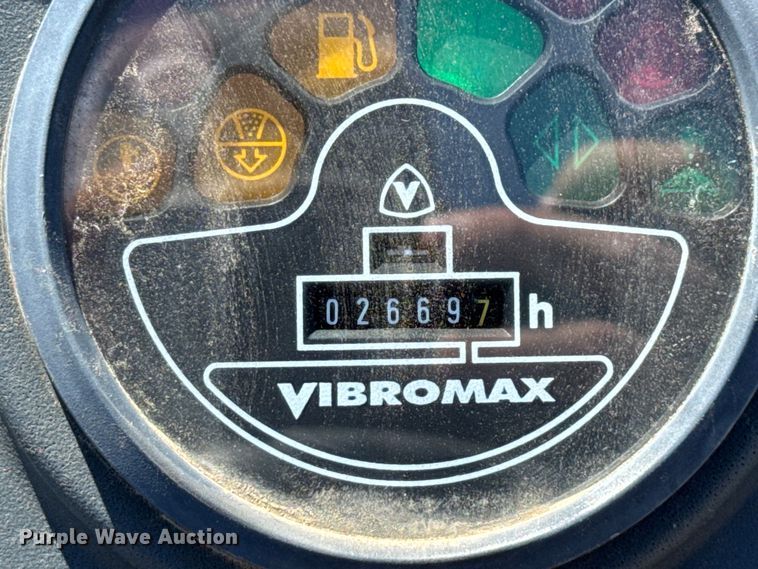 V
026697 h
VIBROMAX
Purple Wave Auction